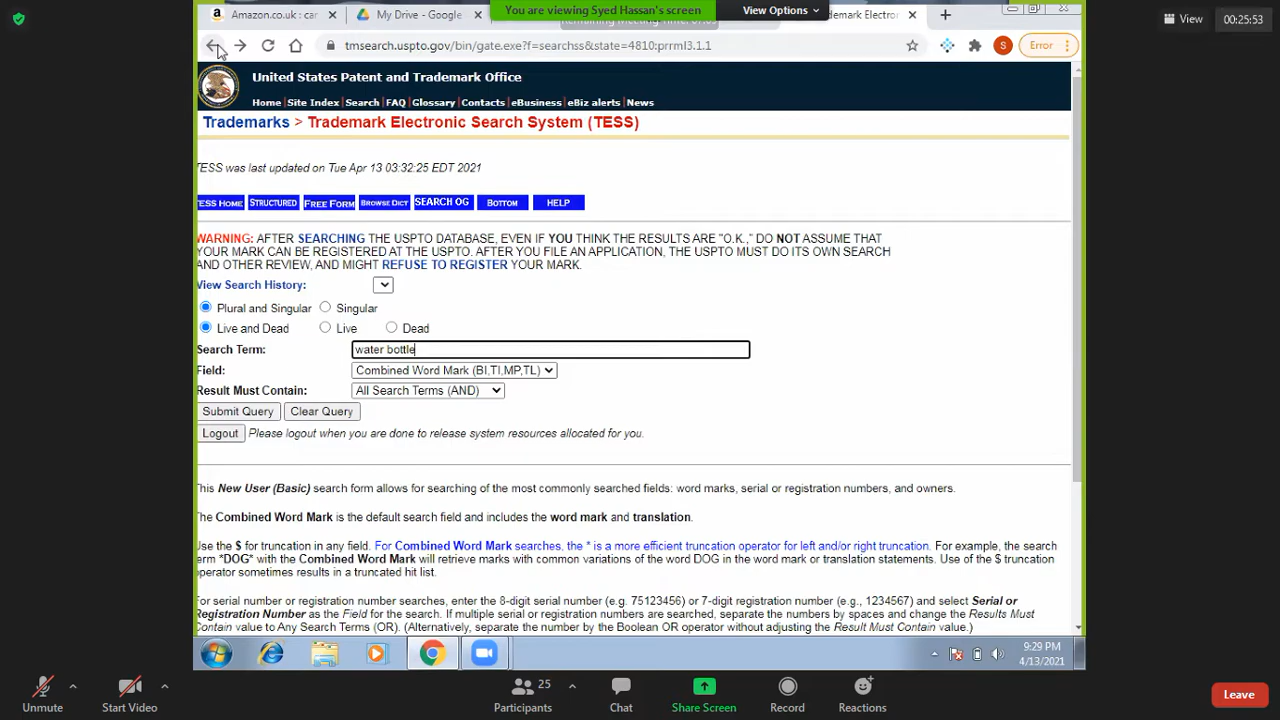 You are viewing Syed Hassan's screen View Options
View 00:25:53
Amazon.co.uk : car
My Drive - Google
demark Electro
tmsearch.uspto.gov/bin/gate.exe?f=searchss&state=4810:prrml3.1.1
S Error
United States Patent and Trademark Office
Home | Site Index | Search | FAQ | Glossary | Contacts | eBusiness | eBiz alerts | News
Trademarks > Trademark Electronic Search System (TESS)
TESS was last updated on Tue Apr 13 03:32:25 EDT 2021
TESS HOME STRUCTURED FREE FORM BROWSE DICT SEARCH OG BOTTOM HELP
WARNING: AFTER SEARCHING THE USPTO DATABASE, EVEN IF YOU THINK THE RESULTS ARE "O.K.," DO NOT ASSUME THAT
YOUR MARK CAN BE REGISTERED AT THE USPTO. AFTER YOU FILE AN APPLICATION, THE USPTO MUST DO ITS OWN SEARCH
AND OTHER REVIEW, AND MIGHT REFUSE TO REGISTER YOUR MARK.
View Search History:
Plural and Singular Singular
Live and Dead Live Dead
Search Term: water bottle
Field: Combined Word Mark (BI,TI,MP,TL)
Result Must Contain: All Search Terms (AND)
Submit Query Clear Query
Logout Please logout when you are done to release system resources allocated for you.
This New User (Basic) search form allows for searching of the most commonly searched fields: word marks, serial or registration numbers, and owners.
The Combined Word Mark is the default search field and includes the word mark and translation.
Use the $ for truncation in any field. For Combined Word Mark searches, the * is a more efficient truncation operator for left and/or right truncation. For example, the search
term *DOG* with the Combined Word Mark will retrieve marks with common variations of the word DOG in the word mark or translation statements. Use of the $ truncation
operator sometimes results in a truncated hit list.
For serial number or registration number searches, enter the 8-digit serial number (e.g. 75123456) or 7-digit registration number (e.g., 1234567) and select Serial or
Registration Number as the Field for the search. If multiple serial or registration numbers are searched, separate the numbers by spaces and change the Results Must
Contain value to Any Search Terms (OR). (Alternatively, separate the number by the Boolean OR operator without adjusting the Result Must Contain value.)
9:29 PM
4/13/2021
25
Unmute Start Video Participants Chat Share Screen Record Reactions Leave